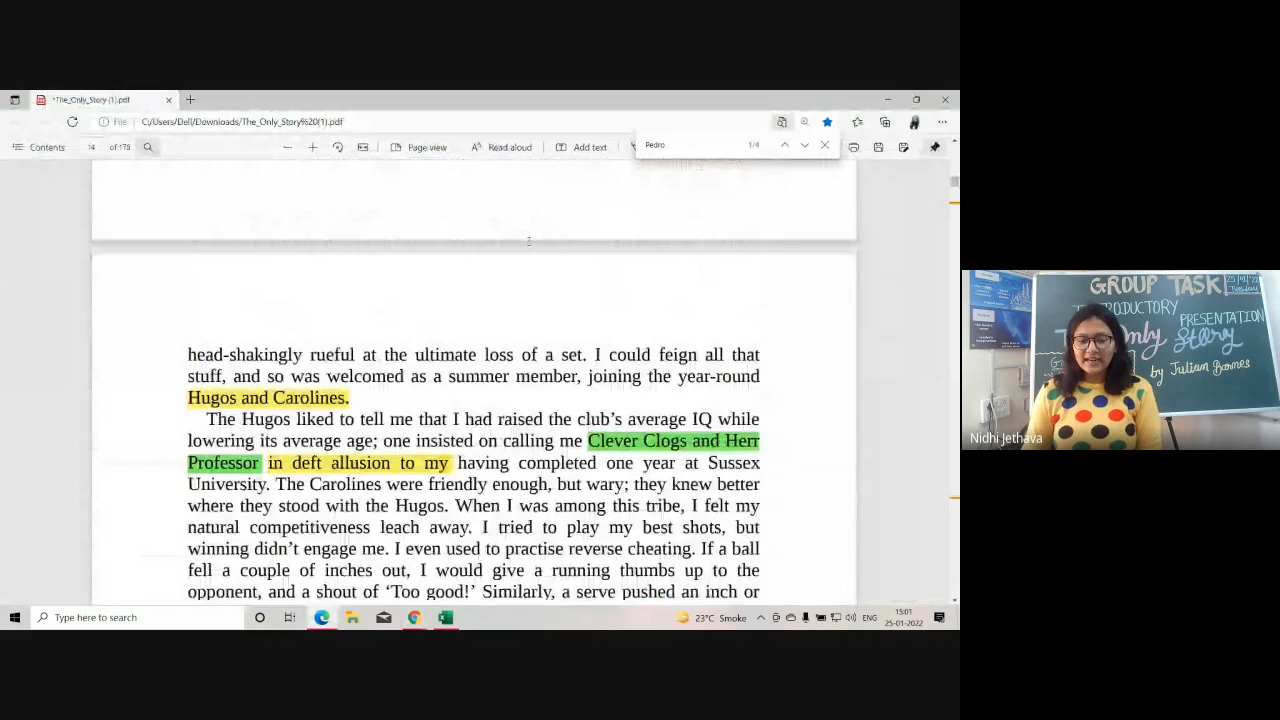 *The_Only_Story (1).pdf
File
C:/Users/Dell/Downloads/The_Only_Story%20(1).pdf
Contents
14
of 178
Page view
Read aloud
Add text
Pedro
1/4
head-shakingly rueful at the ultimate loss of a set. I could feign all that
stuff, and so was welcomed as a summer member, joining the year-round
Hugos and Carolines.
The Hugos liked to tell me that I had raised the club’s average IQ while
lowering its average age; one insisted on calling me Clever Clogs and Herr
Professor in deft allusion to my having completed one year at Sussex
University. The Carolines were friendly enough, but wary; they knew better
where they stood with the Hugos. When I was among this tribe, I felt my
natural competitiveness leach away. I tried to play my best shots, but
winning didn’t engage me. I even used to practise reverse cheating. If a ball
fell a couple of inches out, I would give a running thumbs up to the
opponent, and a shout of ‘Too good!’ Similarly, a serve pushed an inch or
Type here to search
23°C Smoke
ENG
15:01
25-01-2022
GROUP TASK
25/01/22
Tuesday
PRESENTATION
Only Story
by Julian Barnes
Nidhi Jethava